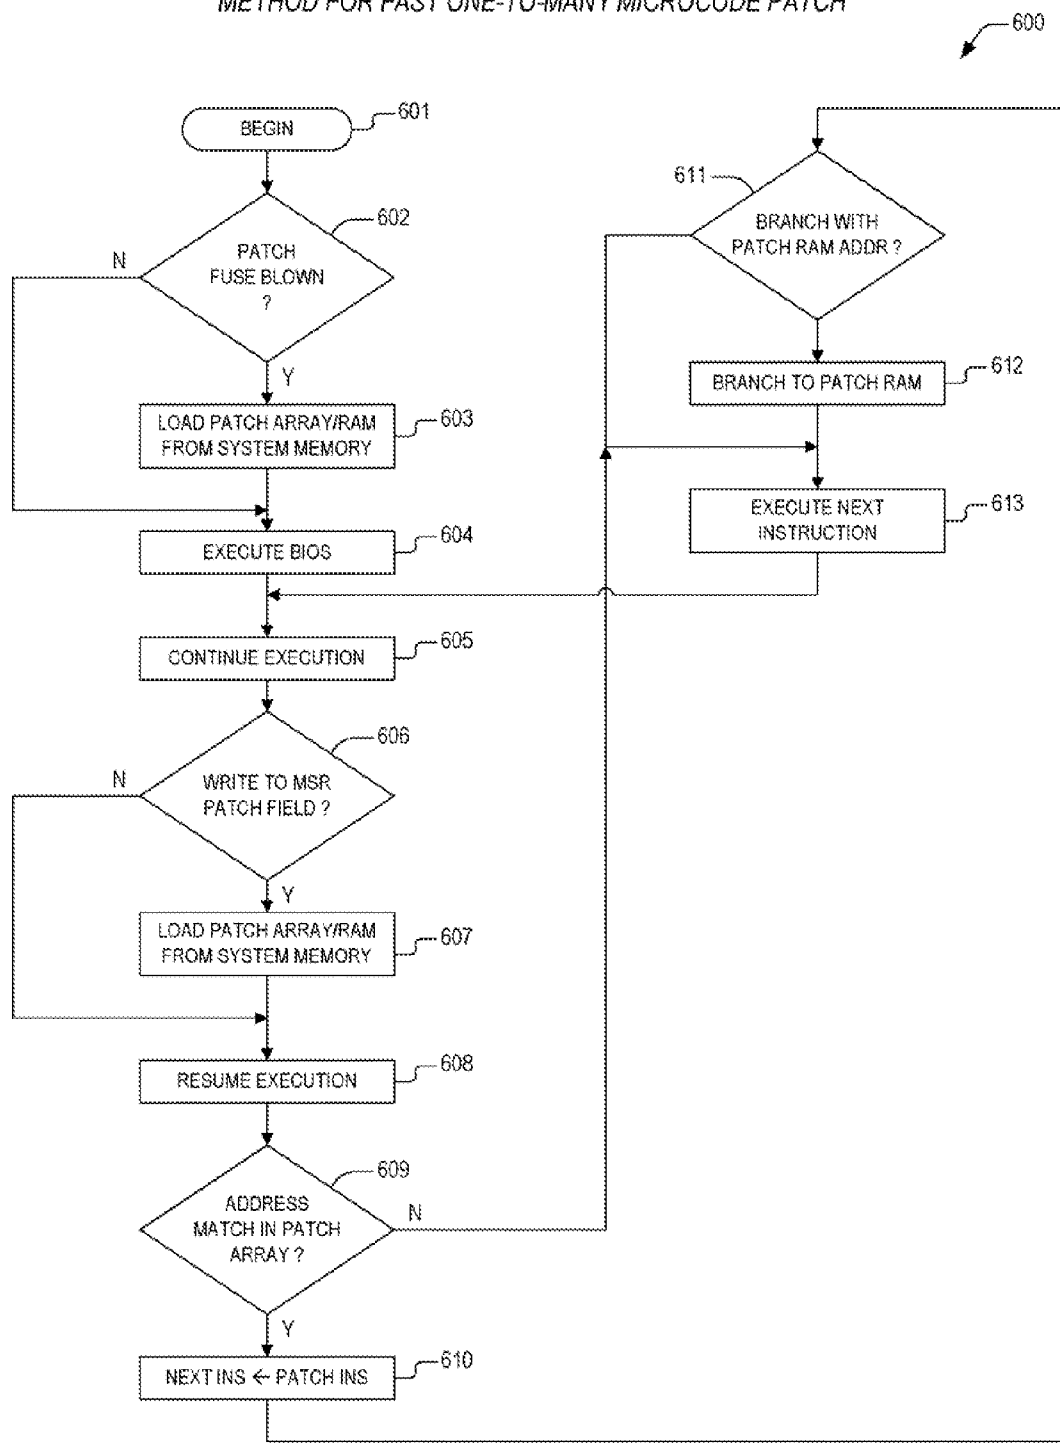 METHOD FOR FAST ONE-TO-MANY MICROCODE PATCH
600
BEGIN
601
PATCH
FUSE BLOWN
?
602
N
Y
LOAD PATCH ARRAY/RAM
FROM SYSTEM MEMORY
603
EXECUTE BIOS
604
CONTINUE EXECUTION
605
WRITE TO MSR
PATCH FIELD ?
606
N
Y
LOAD PATCH ARRAY/RAM
FROM SYSTEM MEMORY
607
RESUME EXECUTION
608
ADDRESS
MATCH IN PATCH
ARRAY ?
609
N
Y
NEXT INS ← PATCH INS
610
611
BRANCH WITH
PATCH RAM ADDR ?
BRANCH TO PATCH RAM
612
EXECUTE NEXT
INSTRUCTION
613